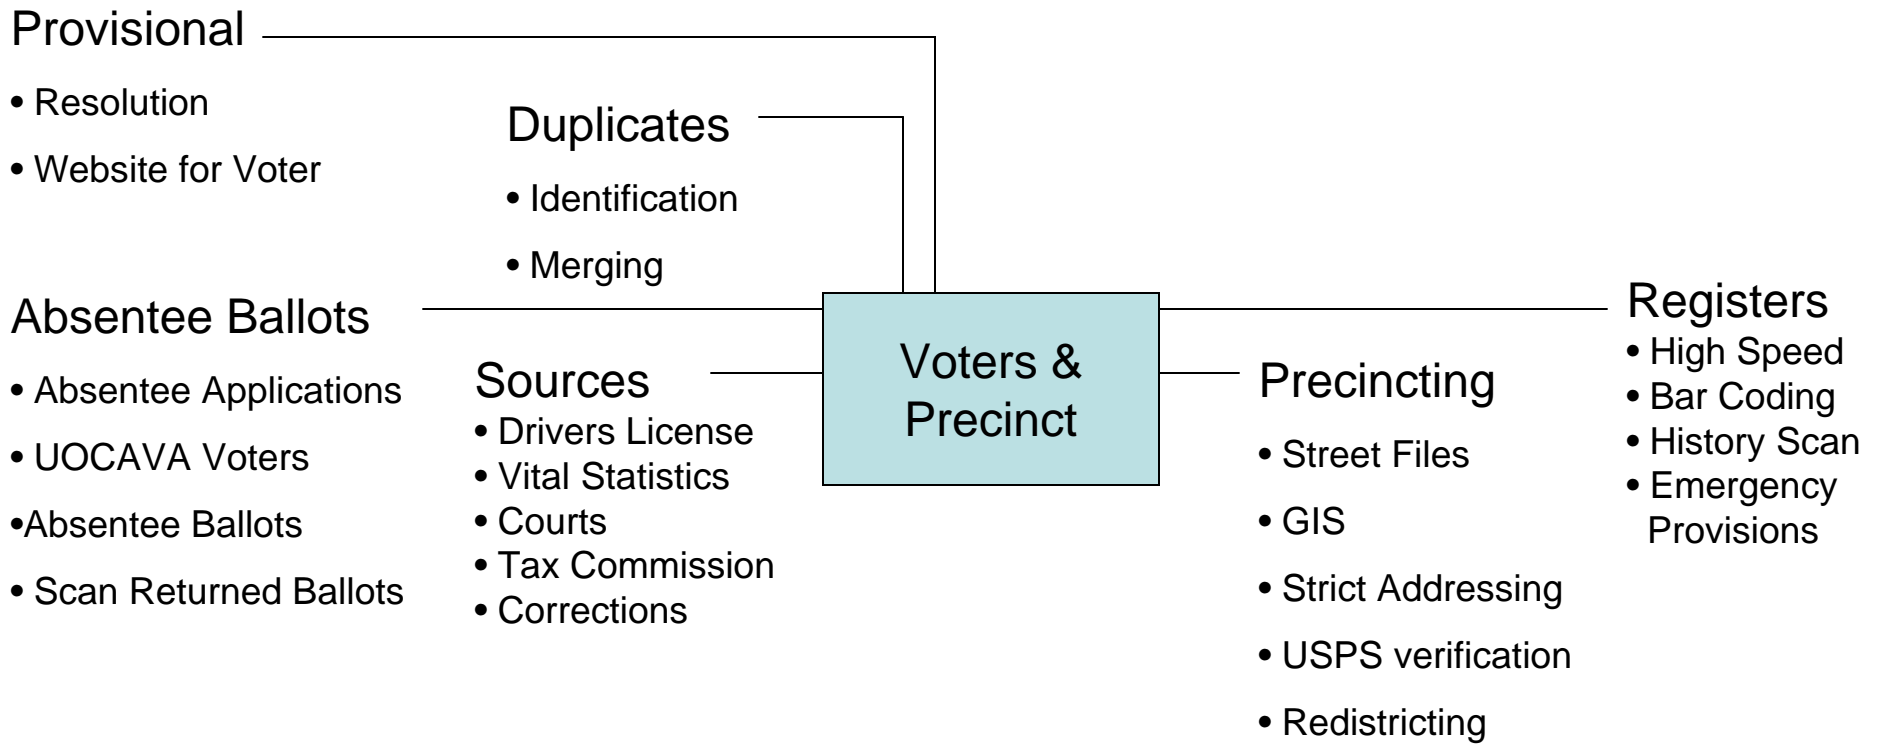 Provisional
• Resolution
• Website for Voter
Duplicates
• Identification
• Merging
Absentee Ballots
• Absentee Applications
• UOCAVA Voters
•Absentee Ballots
• Scan Returned Ballots
Sources
• Drivers License
• Vital Statistics
• Courts
• Tax Commission
• Corrections
Voters &
Precinct
Precincting
• Street Files
• GIS
• Strict Addressing
• USPS verification
• Redistricting
Registers
• High Speed
• Bar Coding
• History Scan
• Emergency
Provisions